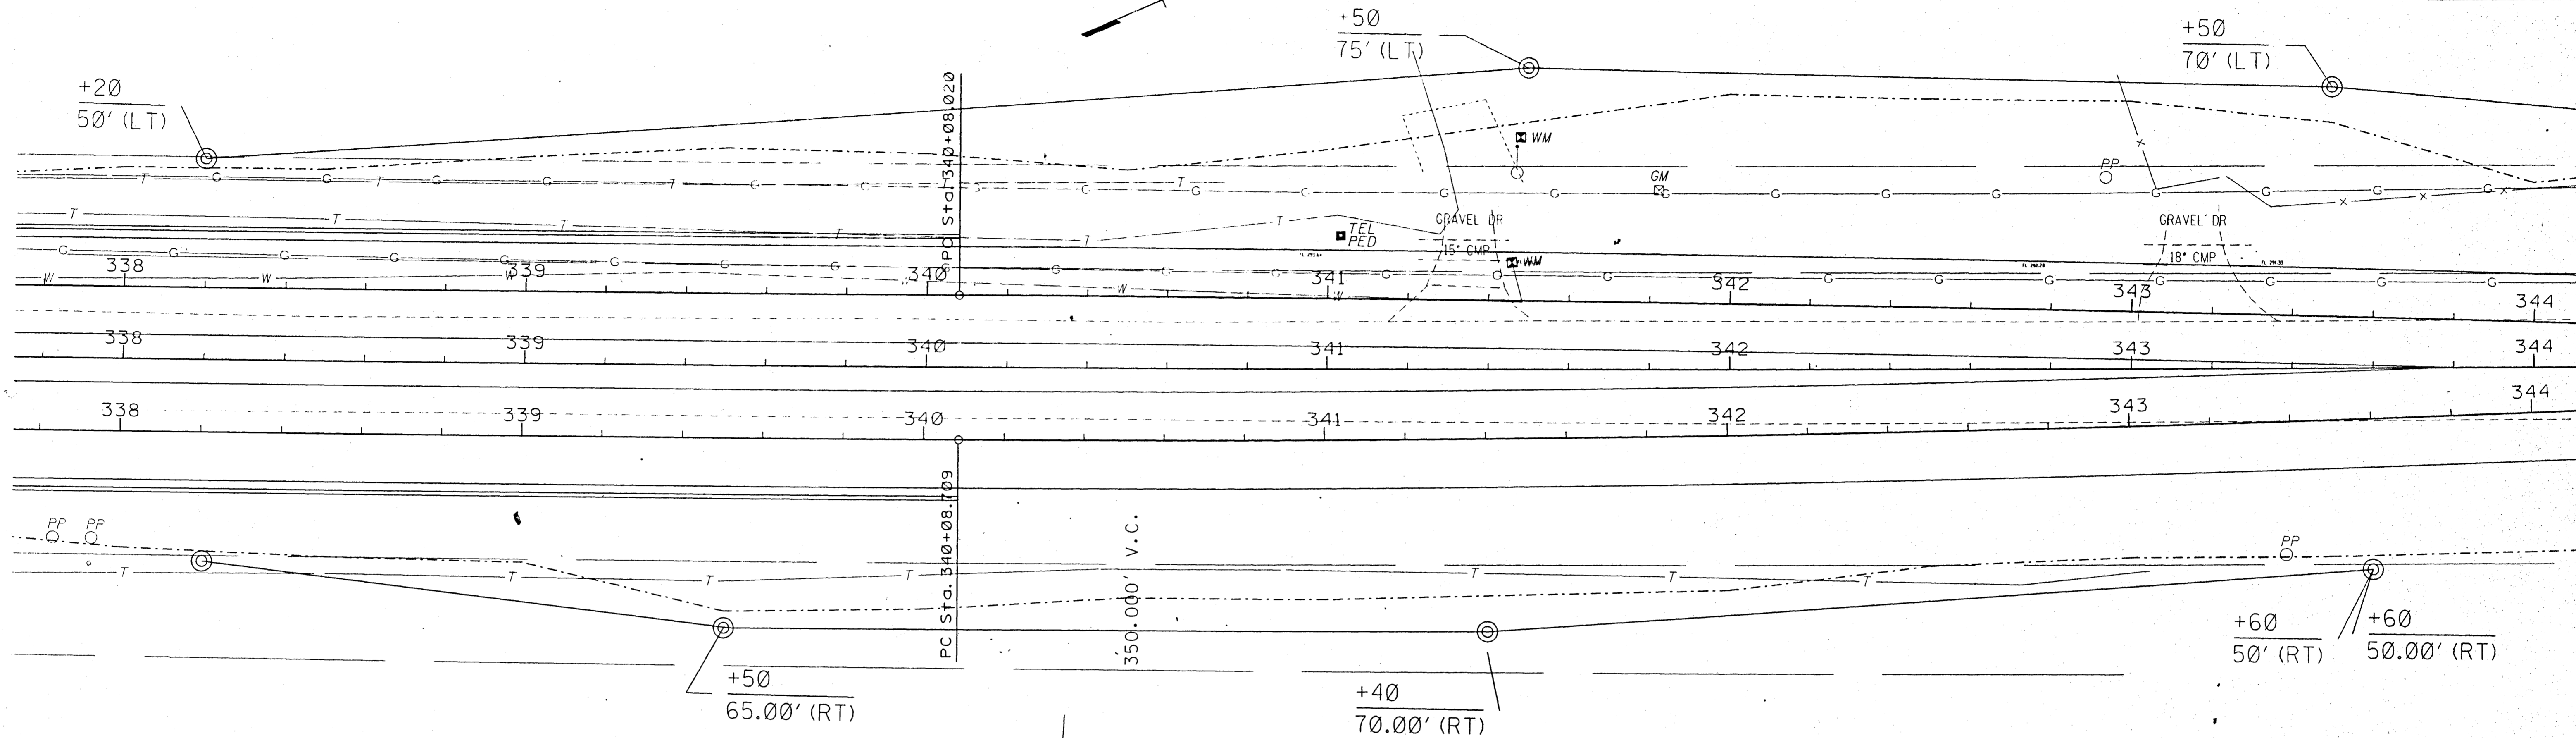 +50
75' (LT)
+50
70' (LT)
+20
50' (LT)
Sta. 340+08.020
WM
PP
GM
T G G T G T T G G G G G G G G G G G X
T T T T T T
GRAVEL DR
GRAVEL DR
TEL
PED
15" CMP
18" CMP
WM
G G G G G G G G G G G G G G G G G G G
338 339 340 341 342 343 344
W W W W W
338 339 340 341 342 343 344
338 339 340 341 342 343 344
PC Sta. 340+08.709
350.000' V.C.
PP PP
PP
T T T T T T T
+60
50' (RT)
+60
50.00' (RT)
+50
65.00' (RT)
+40
70.00' (RT)